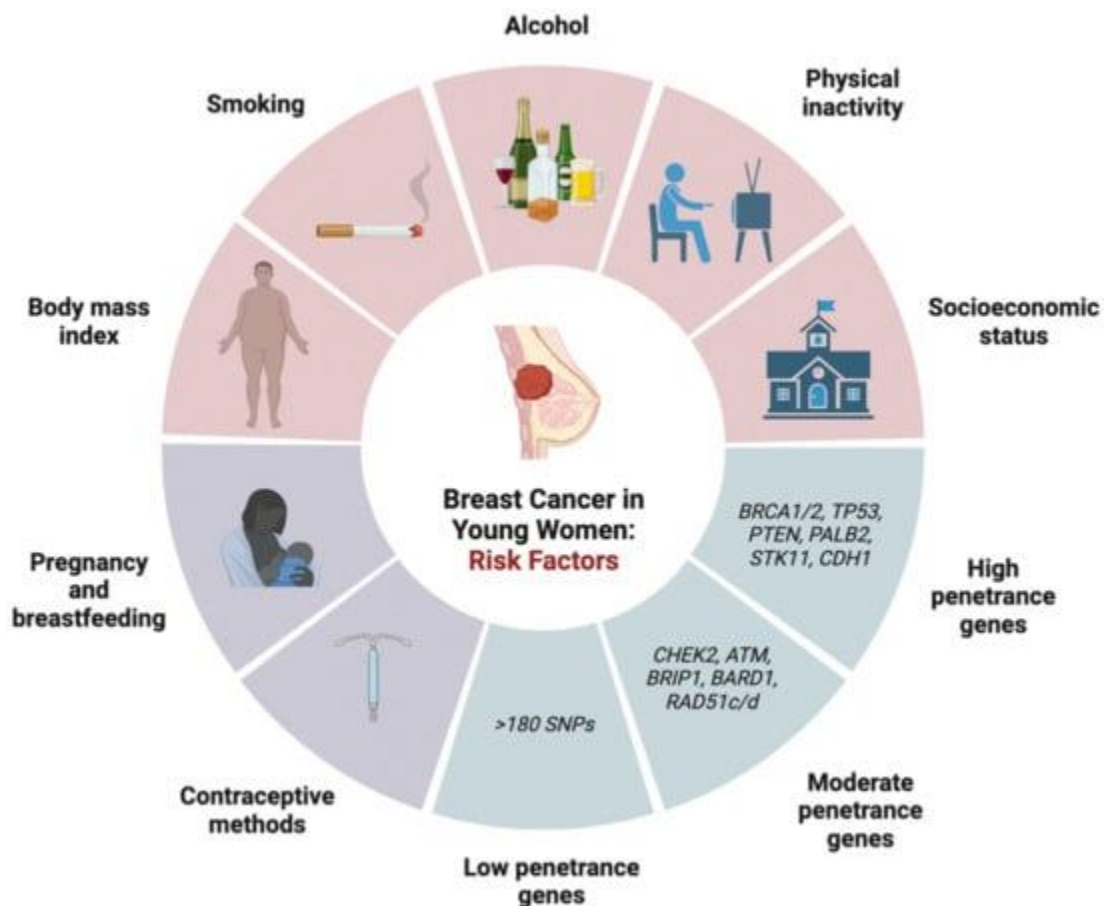 Alcohol
Smoking
Physical
inactivity
Body mass
index
Socioeconomic
status
Breast Cancer in
Young Women:
Risk Factors
BRCA1/2, TP53,
PTEN, PALB2,
STK11, CDH1
Pregnancy
and
breastfeeding
High
penetrance
genes
CHEK2, ATM,
BRIP1, BARD1,
RAD51c/d
>180 SNPs
Contraceptive
methods
Moderate
penetrance
genes
Low penetrance
genes